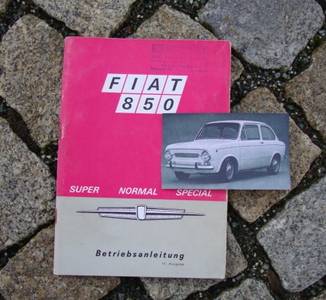 FIAT
850
SUPER NORMAL SPECIAL
Betriebsanleitung